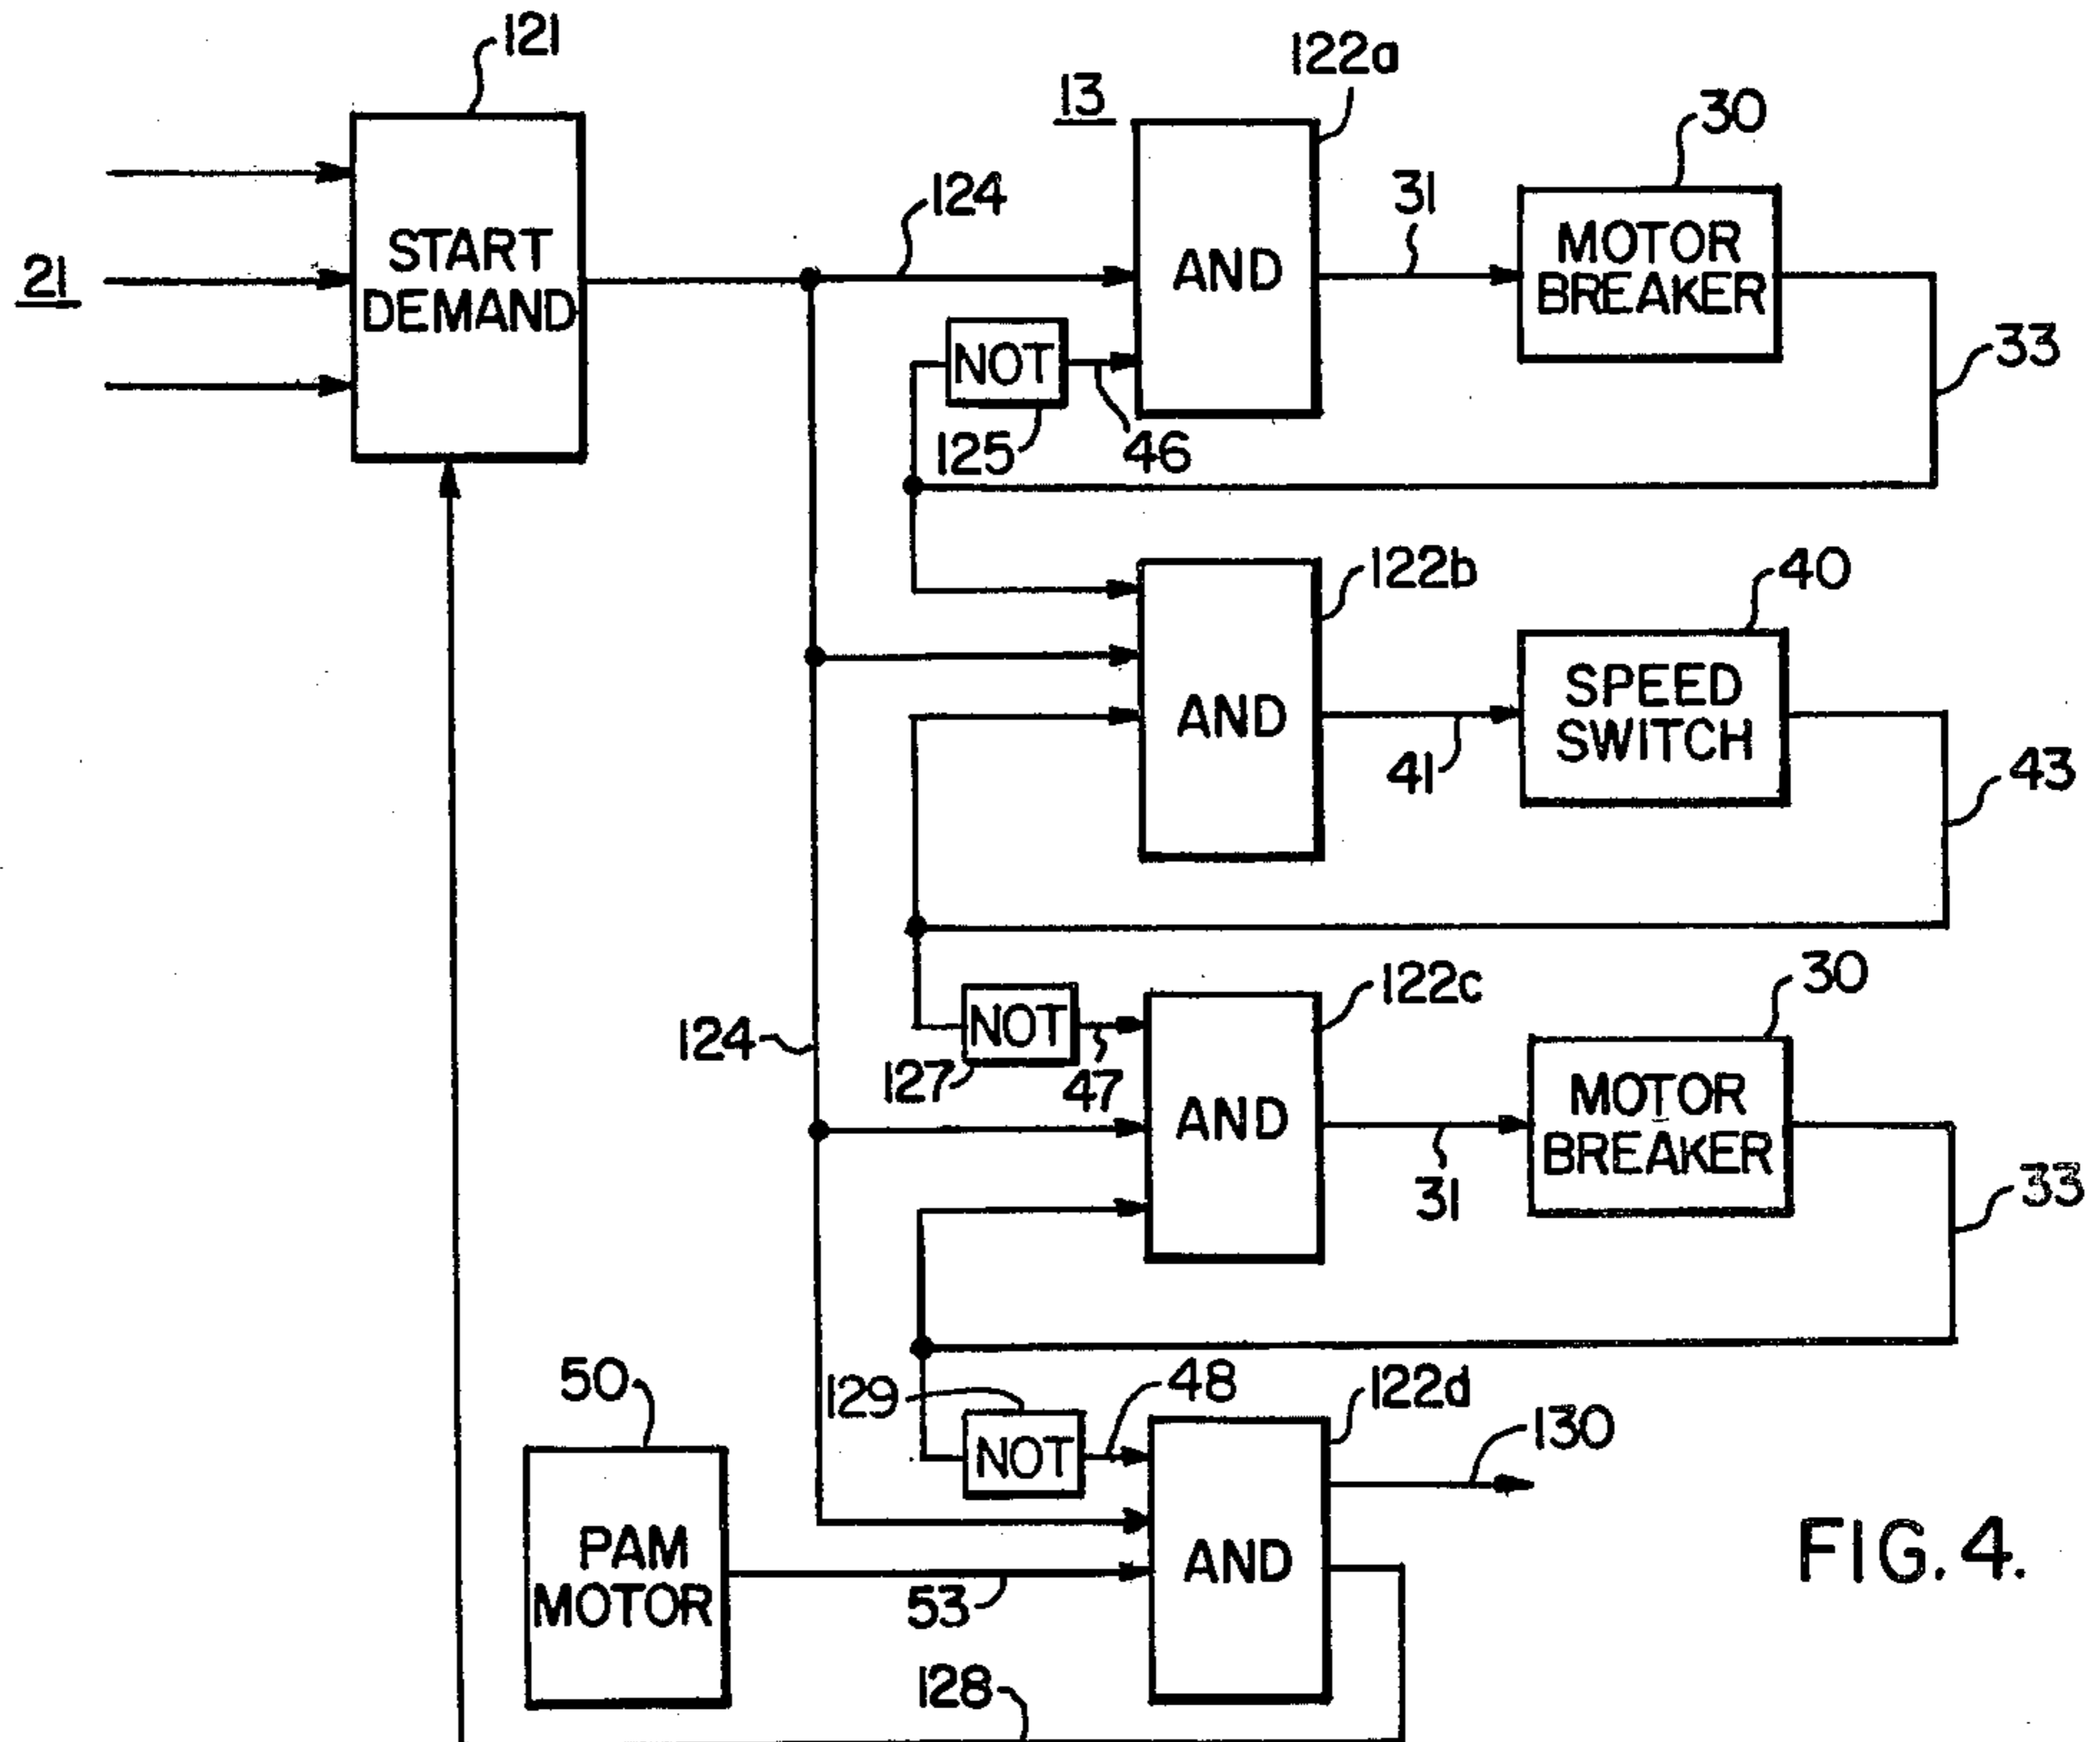 121
122a
13
30
124
31
21
START
DEMAND
AND
MOTOR
BREAKER
33
NOT
125
46
122b
40
AND
SPEED
SWITCH
41
43
122c
30
124
NOT
127
47
AND
MOTOR
BREAKER
31
33
50
129
48
122d
130
NOT
PAM
MOTOR
53
AND
FIG. 4.
128